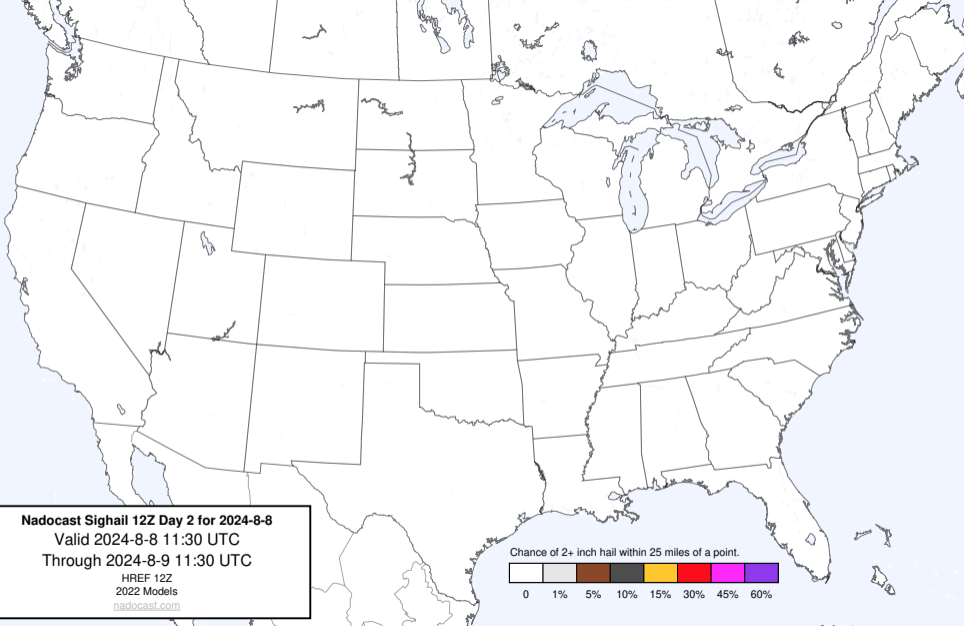 Nadocast Sighail 12Z Day 2 for 2024-8-8
Valid 2024-8-8 11:30 UTC
Through 2024-8-9 11:30 UTC
HREF 12Z
2022 Models
nadocast.com
Chance of 2+ inch hail within 25 miles of a point.
0 1% 5% 10% 15% 30% 45% 60%